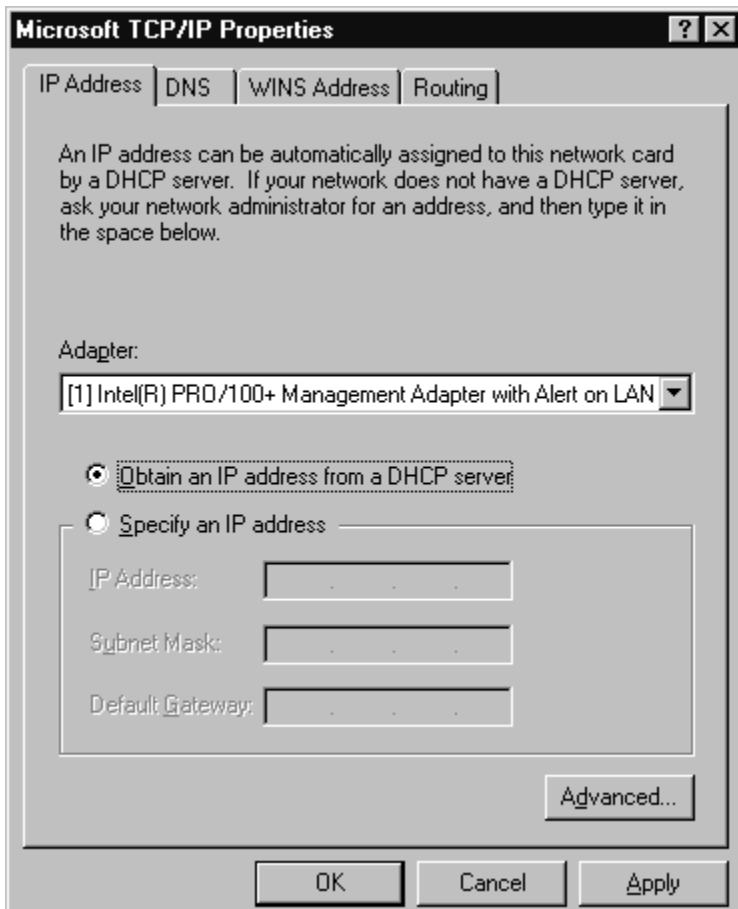 Microsoft TCP/IP Properties
IP Address DNS WINS Address Routing
An IP address can be automatically assigned to this network card
by a DHCP server. If your network does not have a DHCP server,
ask your network administrator for an address, and then type it in
the space below.
Adapter:
[1] Intel(R) PRO/100+ Management Adapter with Alert on LAN
Obtain an IP address from a DHCP server
Specify an IP address
IP Address:
Subnet Mask:
Default Gateway:
Advanced...
OK Cancel Apply